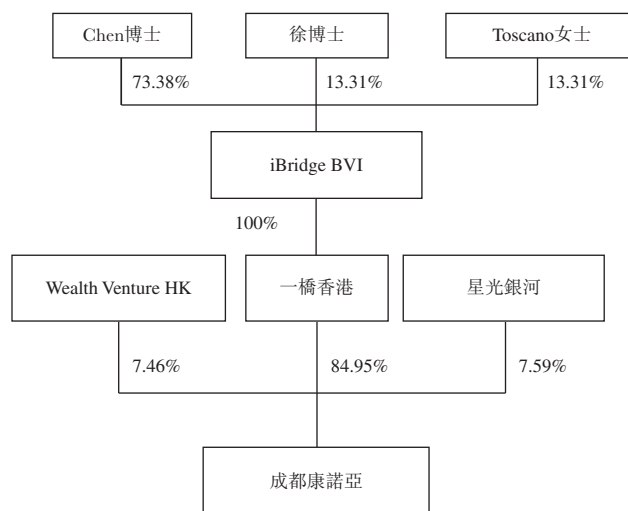 Chen博士
徐博士
Toscano女士
73.38%
13.31%
13.31%
iBridge BVI
100%
Wealth Venture HK
一橋香港
星光銀河
7.46%
84.95%
7.59%
成都康諾亞